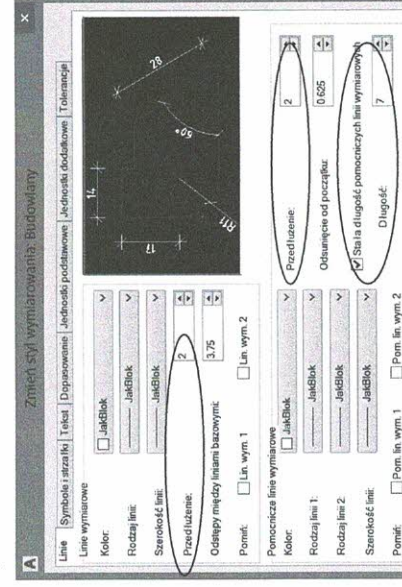 A Zmień styl wymiarowania: Budowlany ×
Linie Symbole i strzałki Tekst Dopasowanie Jednostki podstawowe Jednostki dodatkowe Tolerancje
Linie wymiarowe
Kolor: JakBlok
Rodzaj linii: JakBlok
Szerokość linii: JakBlok
Przedłużenie: 2
Odstępy między liniami bazowymi: 3.75
Pomiń: Lin. wym. 1 Lin. wym. 2
14
17
28
50°
R11
Pomocnicze linie wymiarowe
Kolor: JakBlok
Rodzaj linii 1: JakBlok
Rodzaj linii 2: JakBlok
Szerokość linii: JakBlok
Pomiń: Pom. lin. wym. 1 Pom. lin. wym. 2
Przedłużenie: 2
Odsunięcie od początku: 0.625
Stała długość pomocniczych linii wymiarowych
Długość: 7